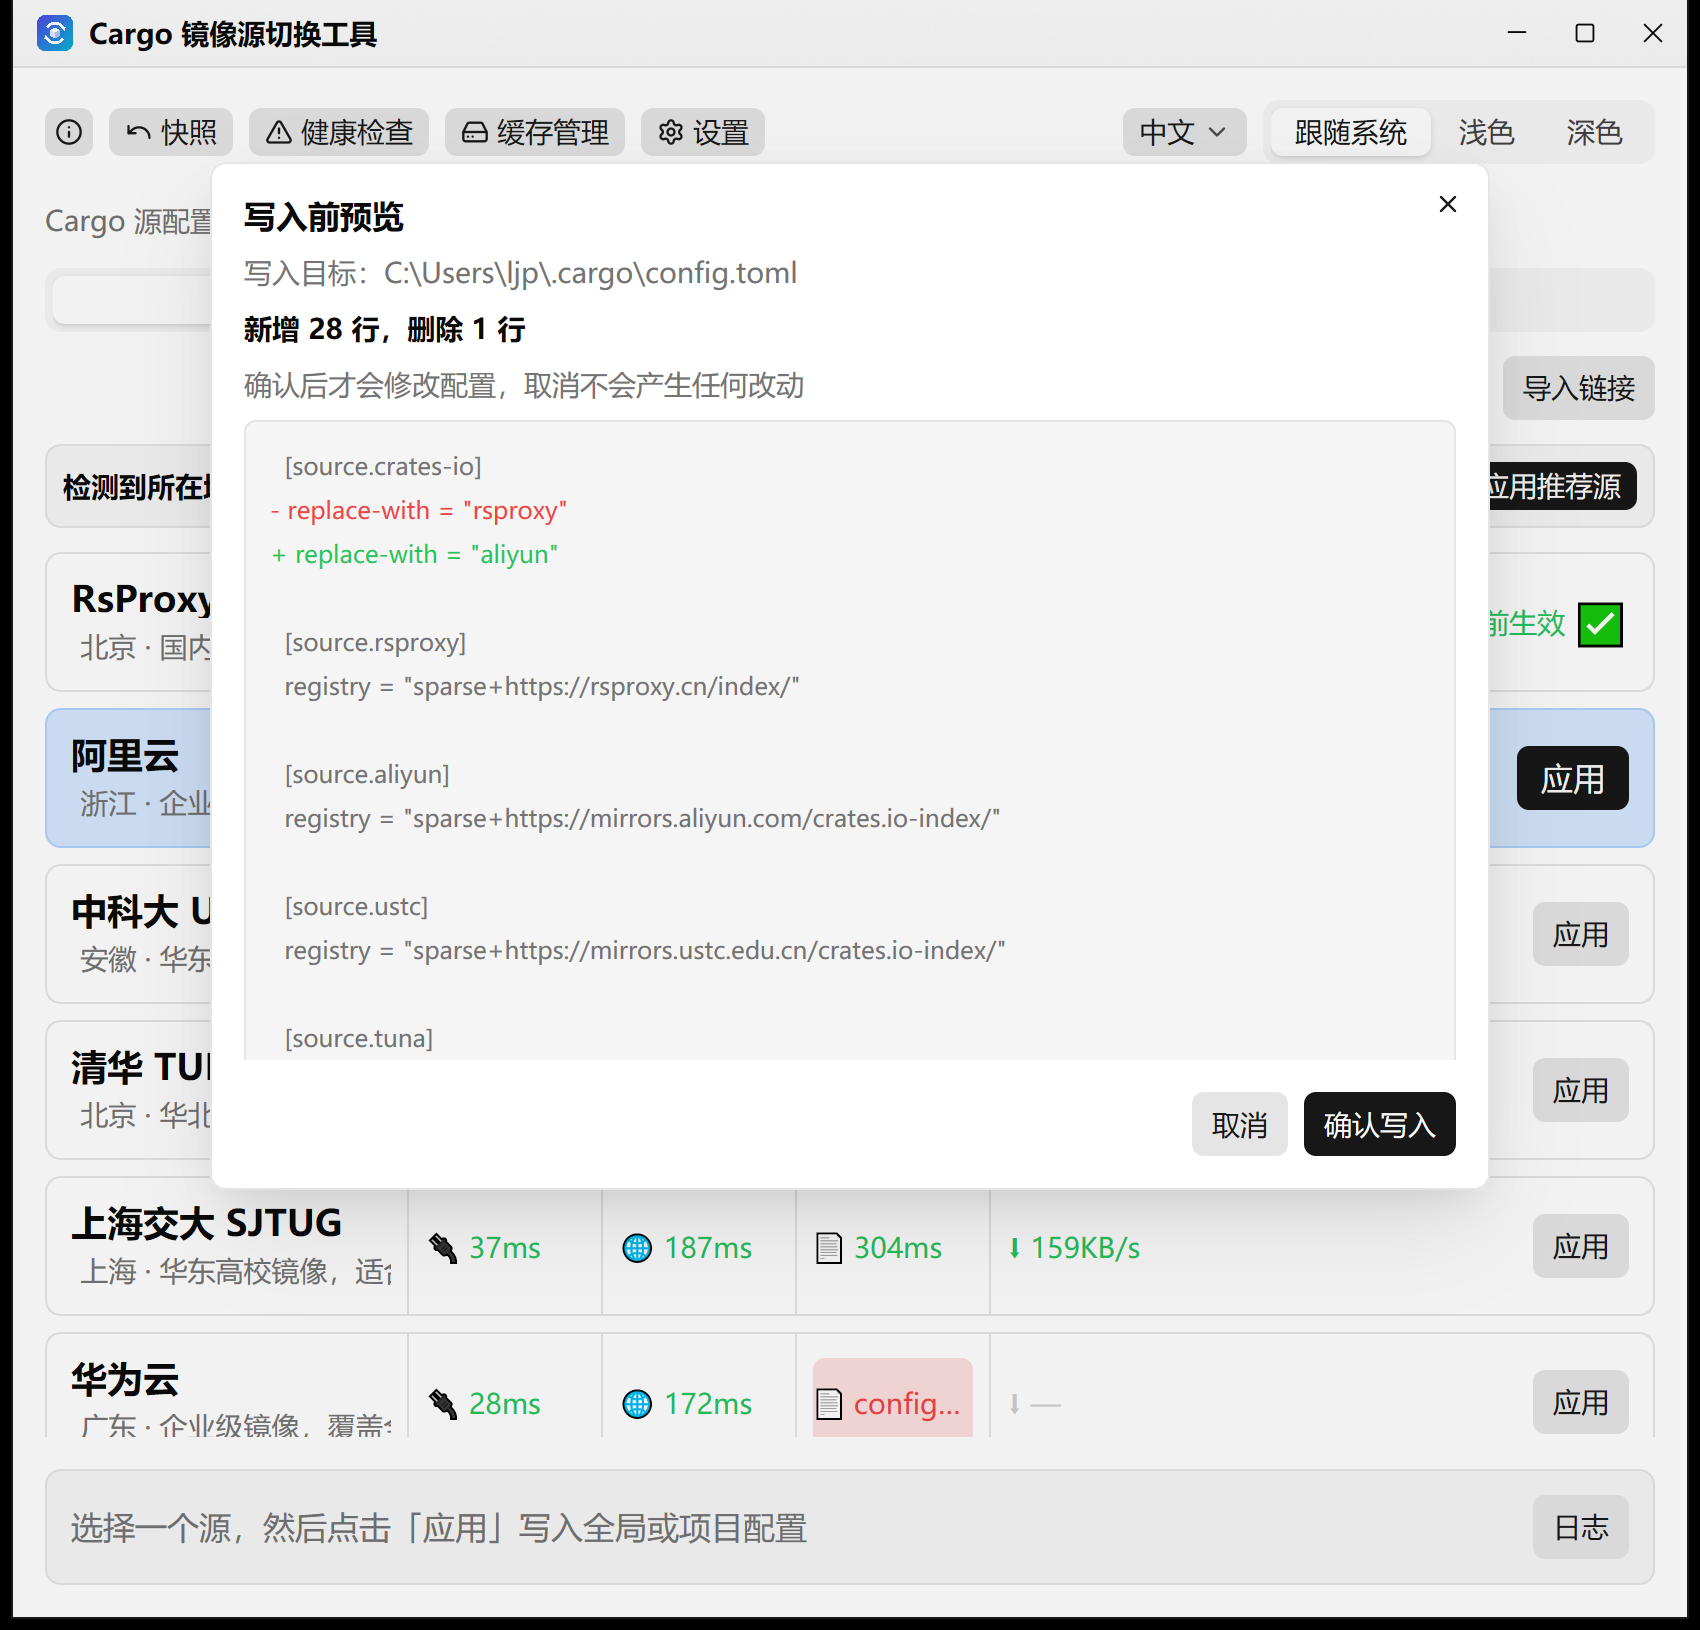 Cargo 镜像源切换工具
快照
健康检查
缓存管理
设置
中文
跟随系统
浅色
深色
Cargo 源配置
写入前预览
写入目标：C:\Users\ljp\.cargo\config.toml
新增 28 行，删除 1 行
确认后才会修改配置，取消不会产生任何改动
[source.crates-io]
- replace-with = "rsproxy"
+ replace-with = "aliyun"
[source.rsproxy]
registry = "sparse+https://rsproxy.cn/index/"
[source.aliyun]
registry = "sparse+https://mirrors.aliyun.com/crates.io-index/"
[source.ustc]
registry = "sparse+https://mirrors.ustc.edu.cn/crates.io-index/"
[source.tuna]
取消
确认写入
导入链接
检测到所在
应用推荐源
RsProxy
北京 · 国内
前生效
阿里云
浙江 · 企业
应用
中科大 U
安徽 · 华东
应用
清华 TU
北京 · 华北
应用
上海交大 SJTUG
上海 · 华东高校镜像，适
37ms
187ms
304ms
159KB/s
应用
华为云
广东 · 企业级镜像，覆盖
28ms
172ms
config...
—
应用
选择一个源，然后点击「应用」写入全局或项目配置
日志